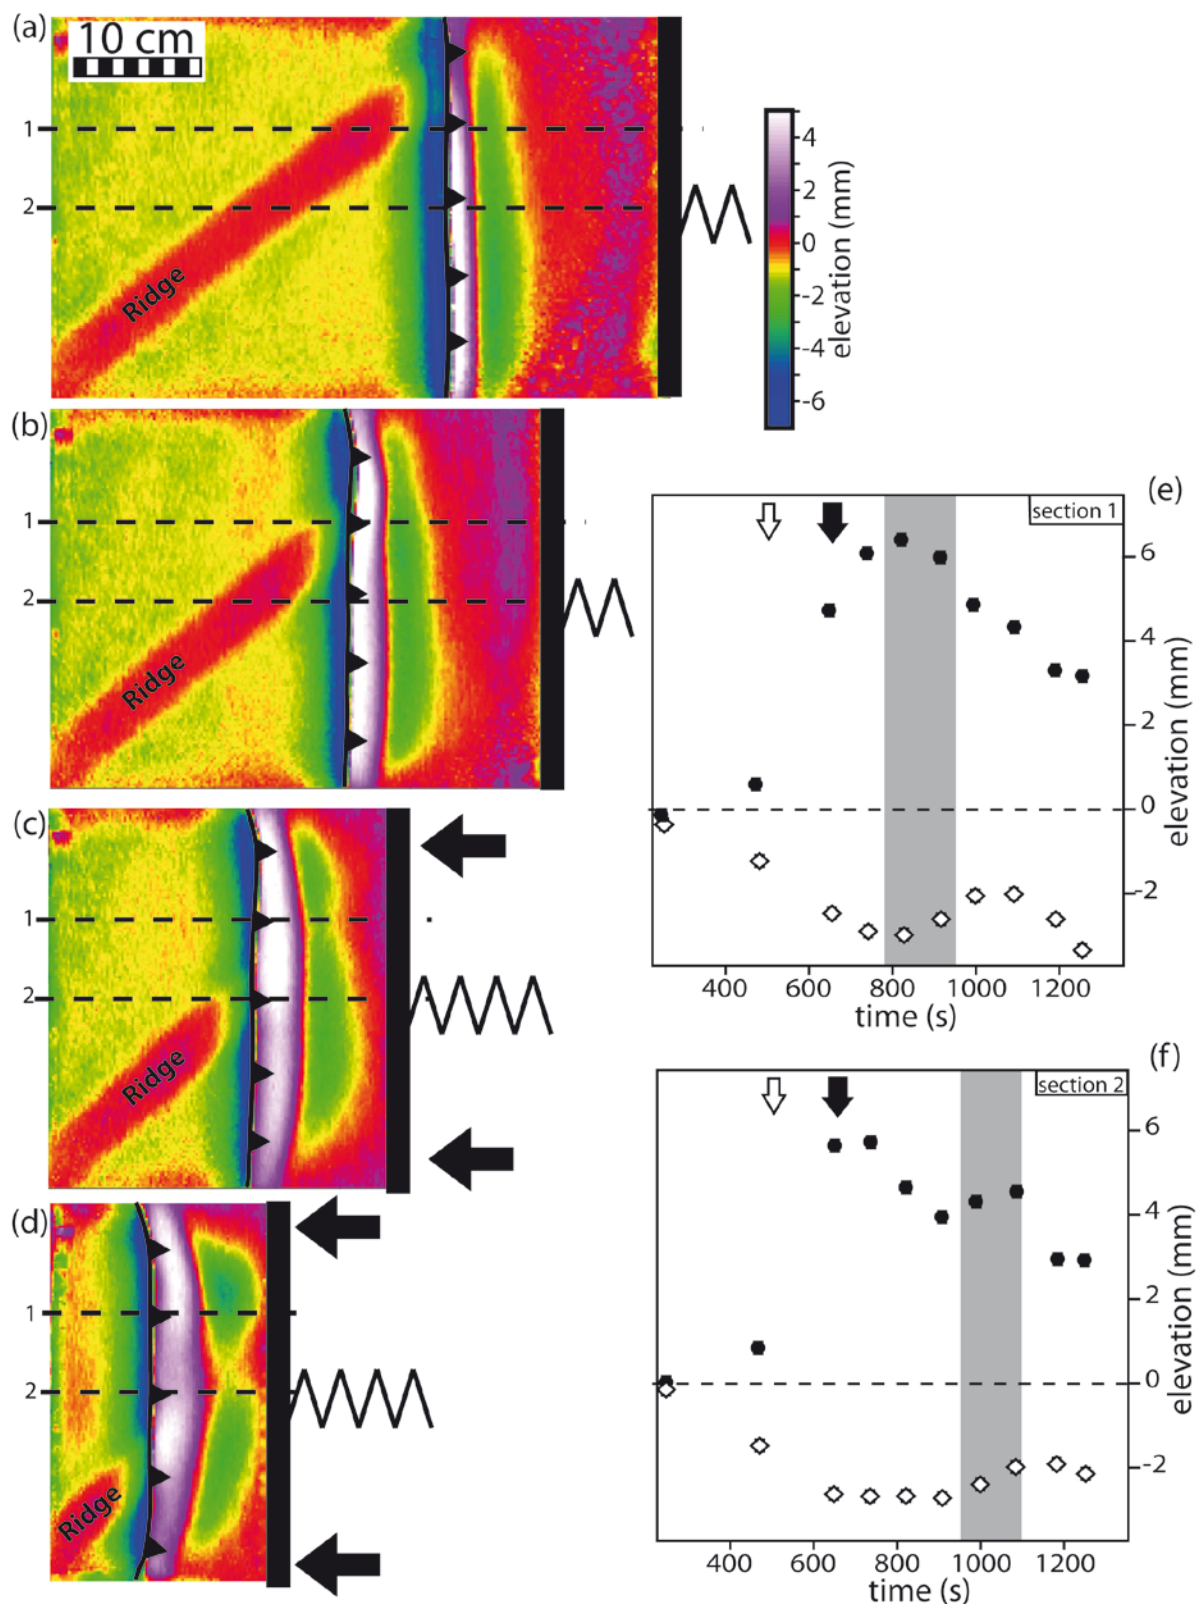 (a)
10 cm
1
2
Ridge
4
2
0
-2
-4
-6
elevation (mm)
(b)
1
2
Ridge
(c)
1
2
Ridge
(d)
1
2
Ridge
(e)
section 1
6
4
2
0
-2
elevation (mm)
400 600 800 1000 1200
time (s)
(f)
section 2
6
4
2
0
-2
elevation (mm)
400 600 800 1000 1200
time (s)